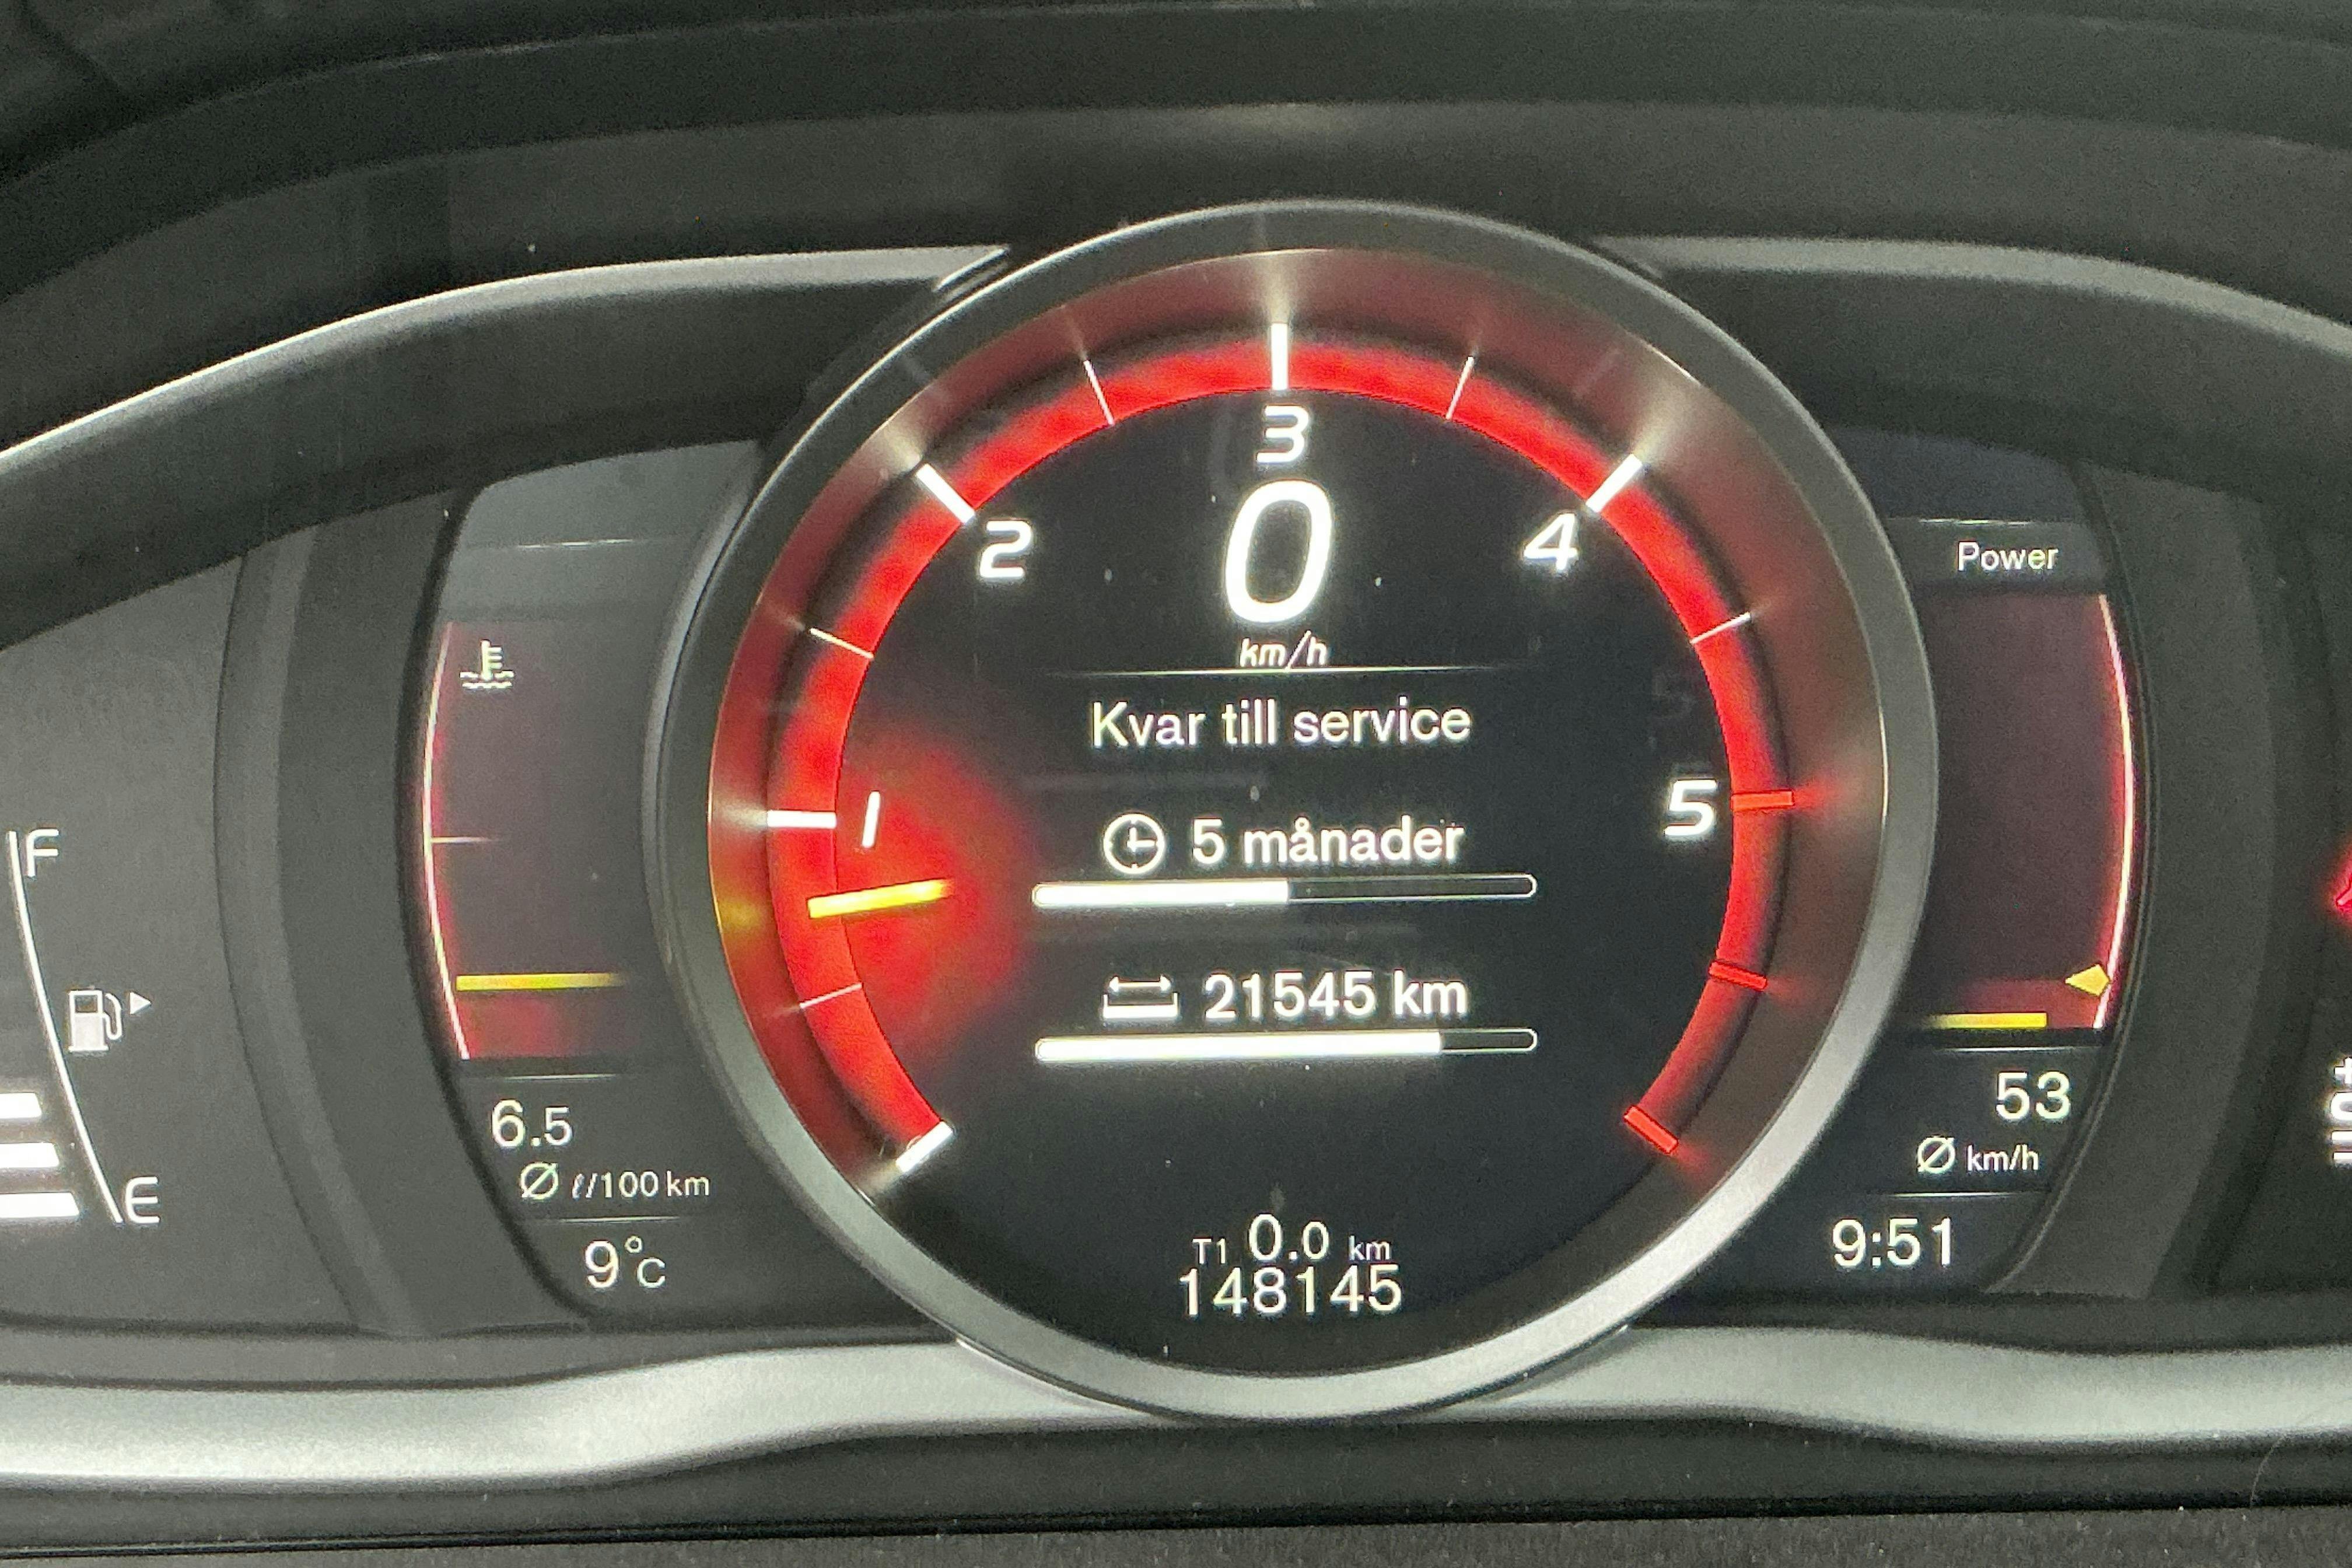 3
2
4
0
km/h
Power
Kvar till service
1
5
5 månader
21545 km
F
E
6.5
Ø ℓ/100 km
9°C
53
Ø km/h
9:51
T1 0.0 km
148145